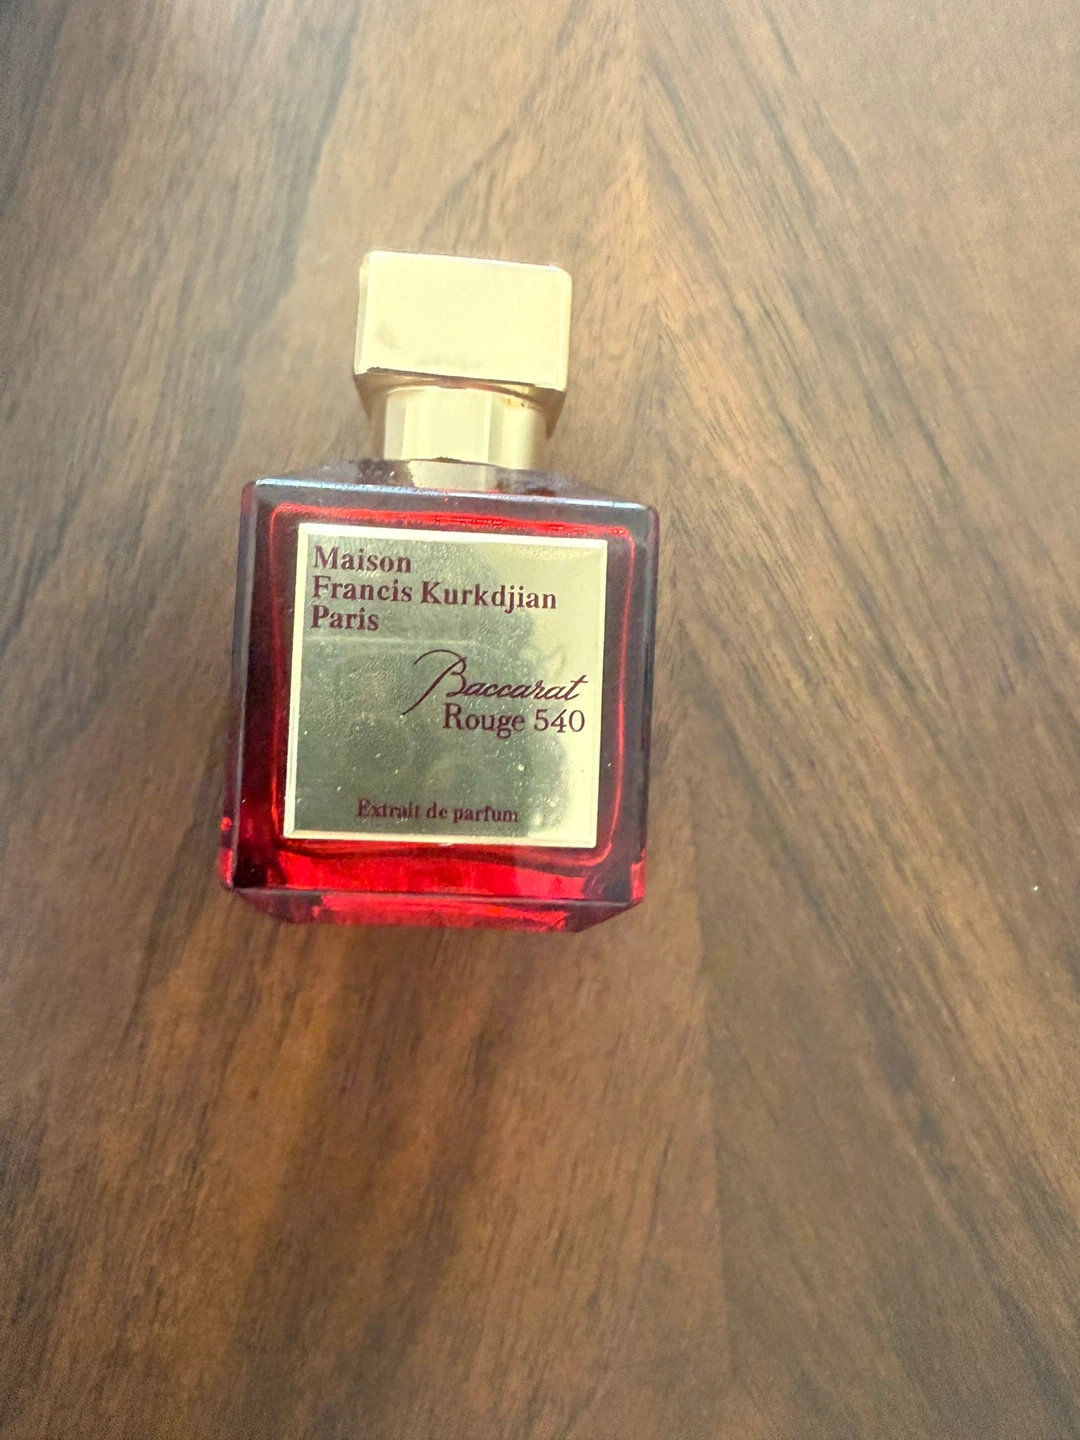 Maison
Francis Kurkdjian
Paris
Baccarat
Rouge 540
Extrait de parfum